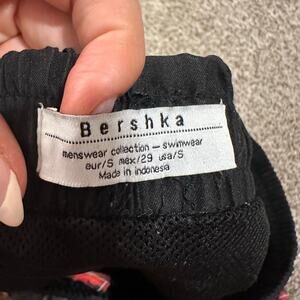 Bershka
menswear collection – swimwear
eur/S mex/29 usa/S
Made in indonesia